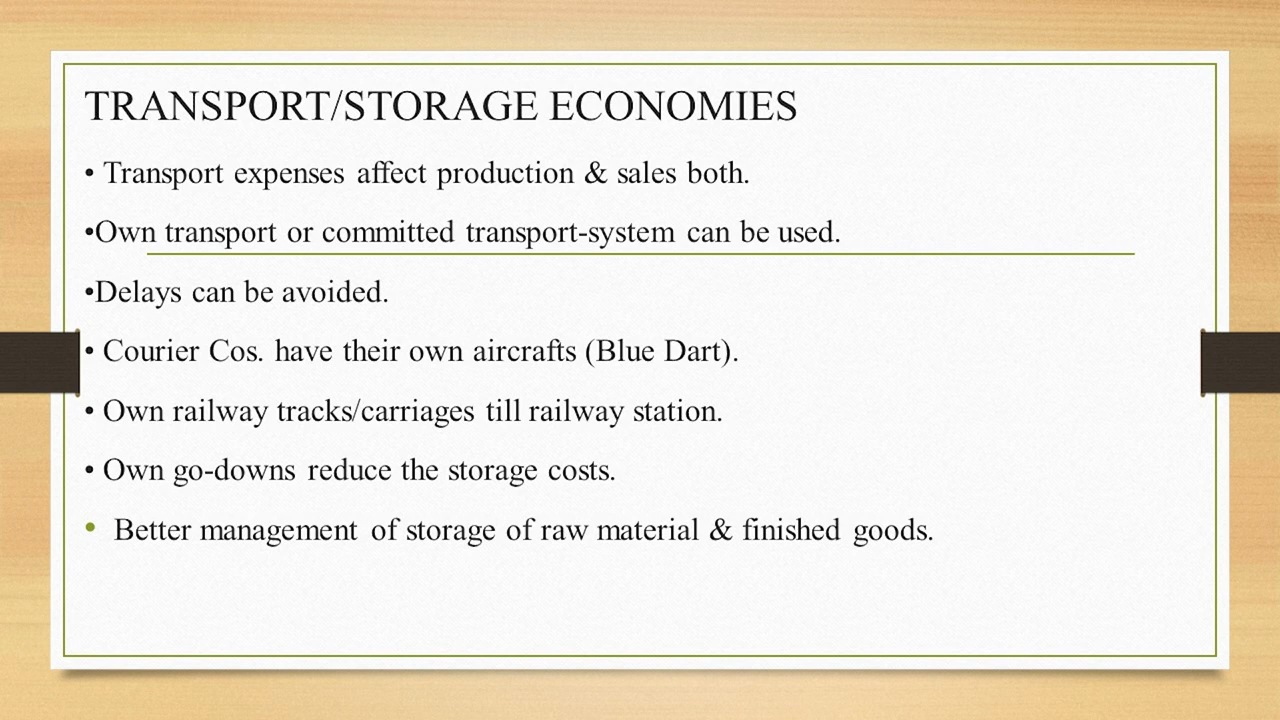 TRANSPORT/STORAGE ECONOMIES
• Transport expenses affect production & sales both.
•Own transport or committed transport-system can be used.
•Delays can be avoided.
• Courier Cos. have their own aircrafts (Blue Dart).
• Own railway tracks/carriages till railway station.
• Own go-downs reduce the storage costs.
• Better management of storage of raw material & finished goods.